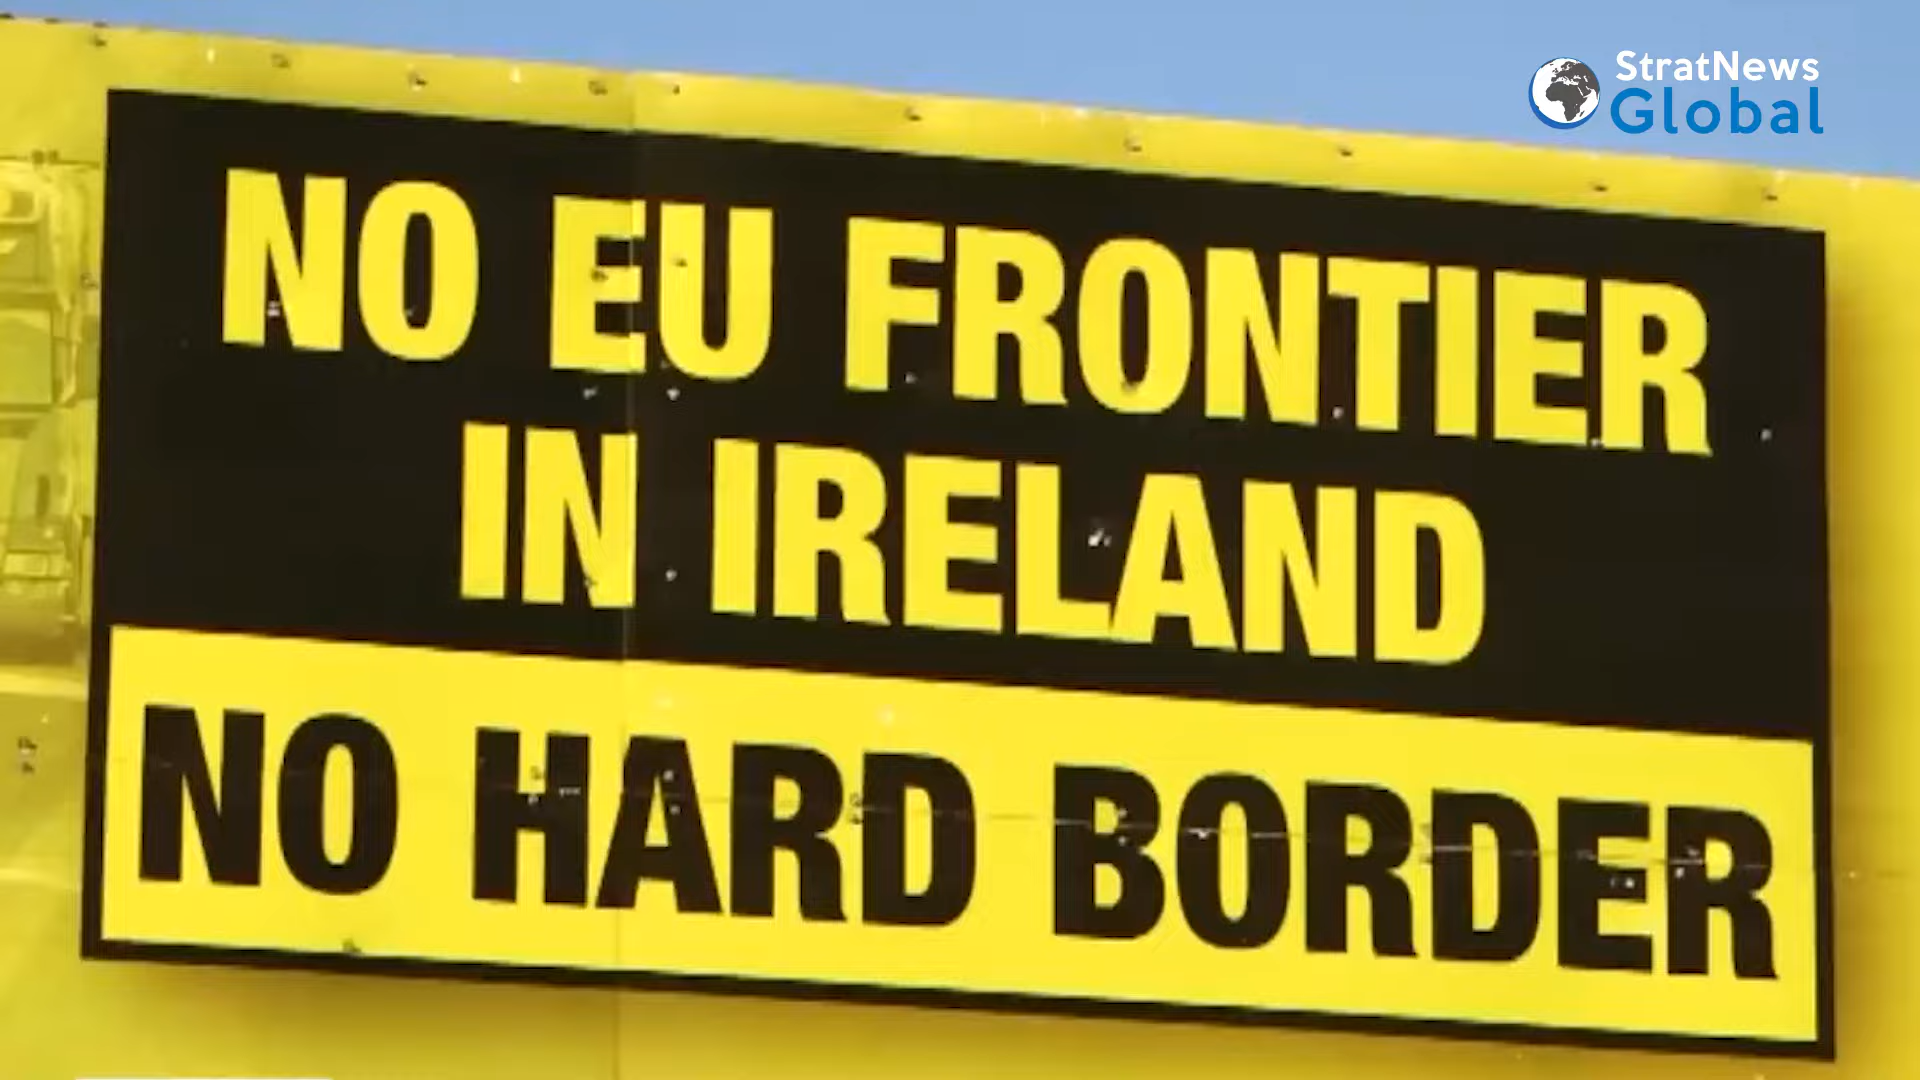 StratNews
Global
NO EU FRONTIER
IN IRELAND
NO HARD BORDER